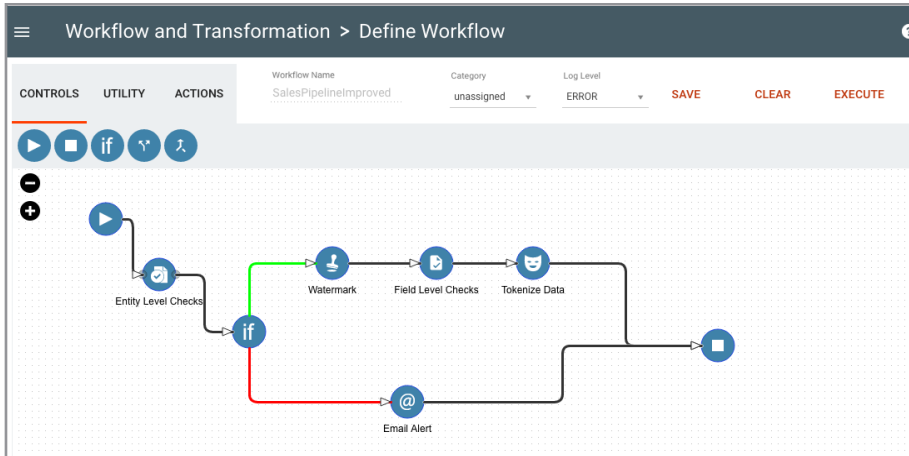 Workflow and Transformation > Define Workflow
?
CONTROLS UTILITY ACTIONS
Workflow Name
SalesPipelineImproved
Category
unassigned
Log Level
ERROR
SAVE CLEAR EXECUTE
if
Watermark
Field Level Checks
Tokenize Data
Entity Level Checks
if
@
Email Alert